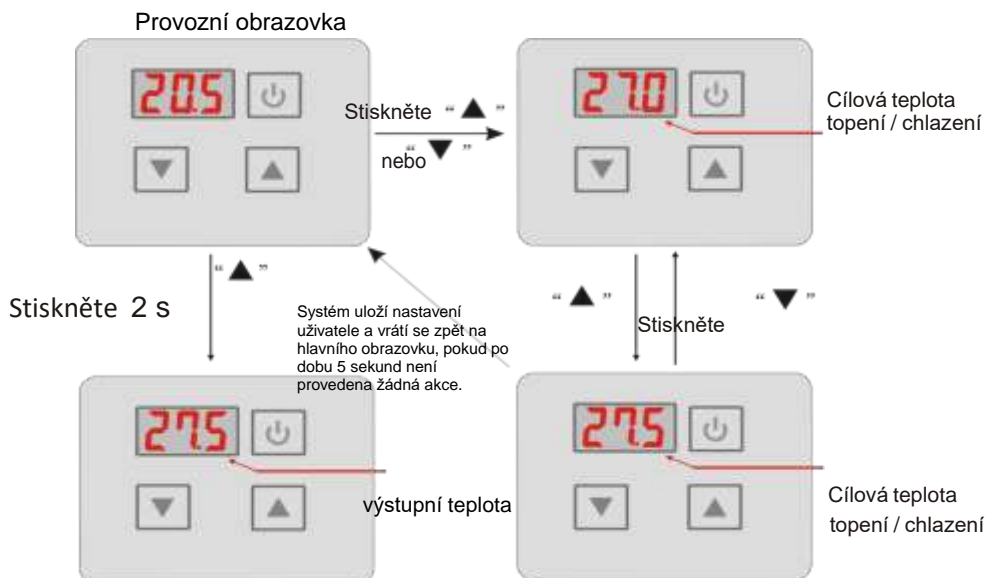 Provozní obrazovka
20.5
27.0
Stiskněte “ ▲ ”
nebo “ ▼ ”
Cílová teplota
topení / chlazení
“ ▲ ”
Stiskněte 2 s
Systém uloží nastavení
uživatele a vrátí se zpět na
hlavního obrazovku, pokud po
dobu 5 sekund není
provedena žádná akce.
“ ▲ ”
“ ▼ ”
Stiskněte
27.5
výstupní teplota
27.5
Cílová teplota
topení / chlazení